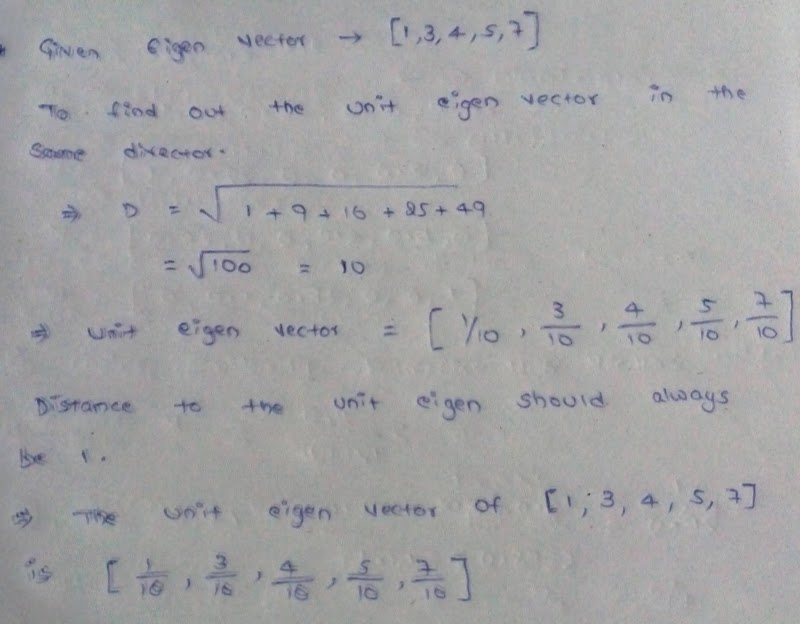 Given Eigen vector → [1,3,4,5,7]
To find out the unit eigen vector in the
Same director.
⇒ D = √1 + 9 + 16 + 25 + 49
= √100 = 10
⇒ unit eigen vector = [ 1/10 , 3/10 , 4/10 , 5/10 , 7/10 ]
Distance to the unit eigen should always
be 1.
⇒ The unit eigen vector of [1, 3, 4, 5, 7]
is [ 1/10 , 3/10 , 4/10 , 5/10 , 7/10 ]